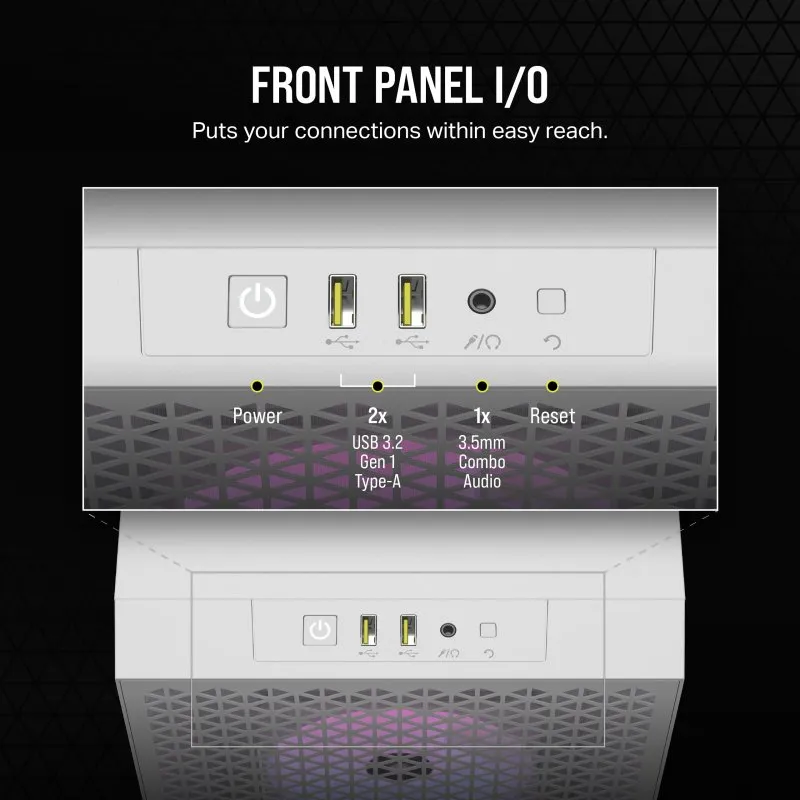 FRONT PANEL I/O
Puts your connections within easy reach.
Power
2x
USB 3.2
Gen 1
Type-A
1x
3.5mm
Combo
Audio
Reset